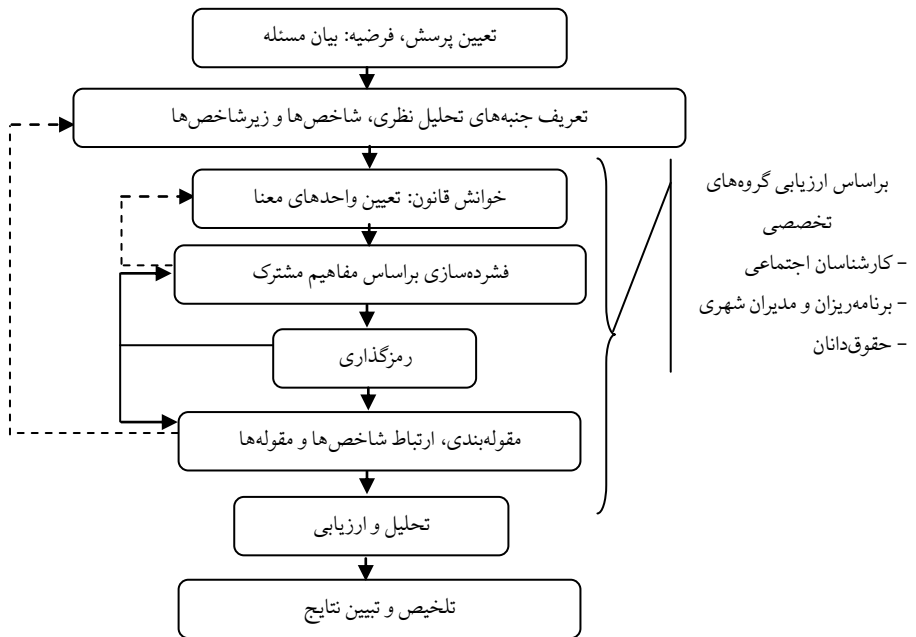 تعیین پرسش، فرضیه: بیان مسئله
تعریف جنبه‌های تحلیل نظری، شاخص‌ها و زیرشاخص‌ها
خوانش قانون: تعیین واحدهای معنا
فشرده‌سازی براساس مفاهیم مشترک
رمزگذاری
مقوله‌بندی، ارتباط شاخص‌ها و مقوله‌ها
تحلیل و ارزیابی
تلخیص و تبیین نتایج
براساس ارزیابی گروه‌های
تخصصی
- کارشناسان اجتماعی
- برنامه‌ریزان و مدیران شهری
- حقوق‌دانان